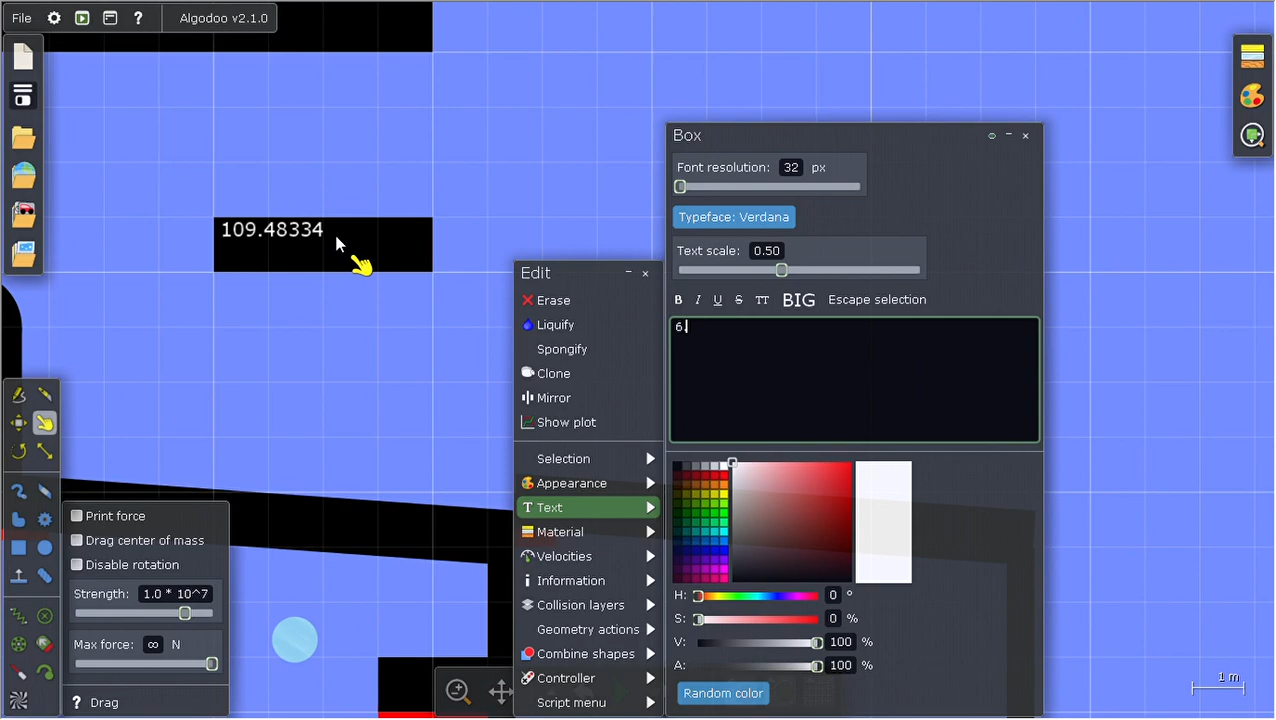 File
? Algodoo v2.1.0
109.48334
Box
Font resolution: 32 px
Typeface: Verdana
Text scale: 0.50
B I U S TT BIG Escape selection
6.
Edit
Erase
Liquify
Spongify
Clone
Mirror
Show plot
Selection
Appearance
T Text
Material
Velocities
Information
Collision layers
Geometry actions
Combine shapes
Controller
Script menu
H: 0 °
S: 0 %
V: 100 %
A: 100 %
Random color
Print force
Drag center of mass
Disable rotation
Strength: 1.0 * 10^7
Max force: ∞ N
? Drag
1 m